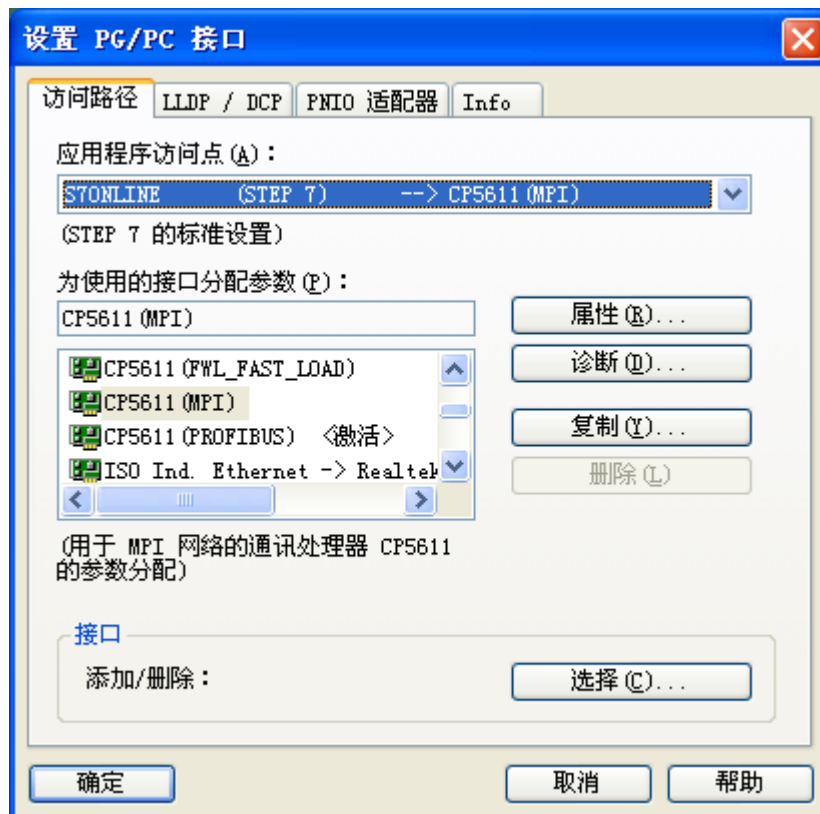 设置 PG/PC 接口
访问路径 LLDP / DCP PNIO 适配器 Info
应用程序访问点(A)：
S7ONLINE (STEP 7) --> CP5611(MPI)
(STEP 7 的标准设置)
为使用的接口分配参数(P)：
CP5611(MPI)
属性(R)...
CP5611(FWL_FAST_LOAD)
诊断(D)...
CP5611(MPI)
CP5611(PROFIBUS) <激活>
复制(Y)...
ISO Ind. Ethernet -> Realtek
删除(L)
(用于 MPI 网络的通讯处理器 CP5611
的参数分配)
接口
添加/删除：
选择(C)...
确定 取消 帮助